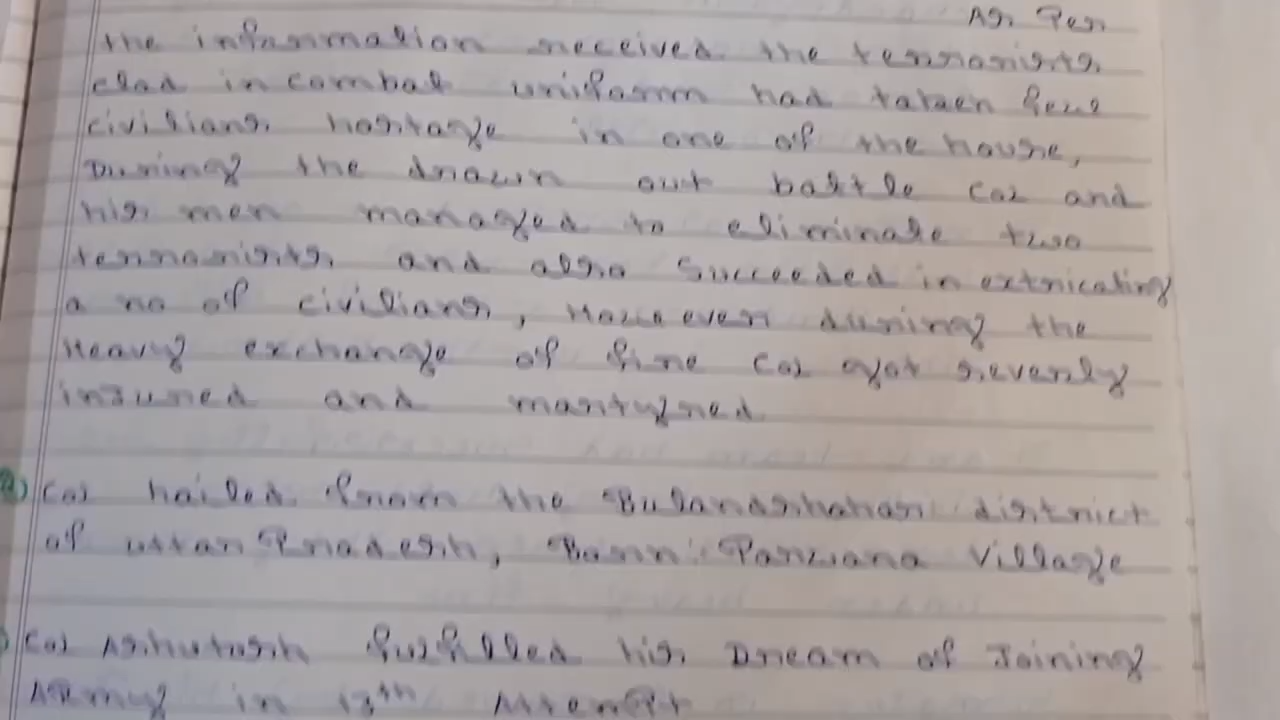 As Per
the information received the terrorists
clad in combat uniform had taken few
civilians hostage in one of the house,
During the drawn out battle Col and
his men managed to eliminate two
terrorists and also Succeeded in extricating
a no of civilians, However during the
Heavy exchange of fire Col got severly
injured and martyred
Col hailed from the Bulandshahar district
of Uttar Pradesh, Born : Parwana Village
Col Ashutosh fulfilled his Dream of Joining
Army in 13th Attempt